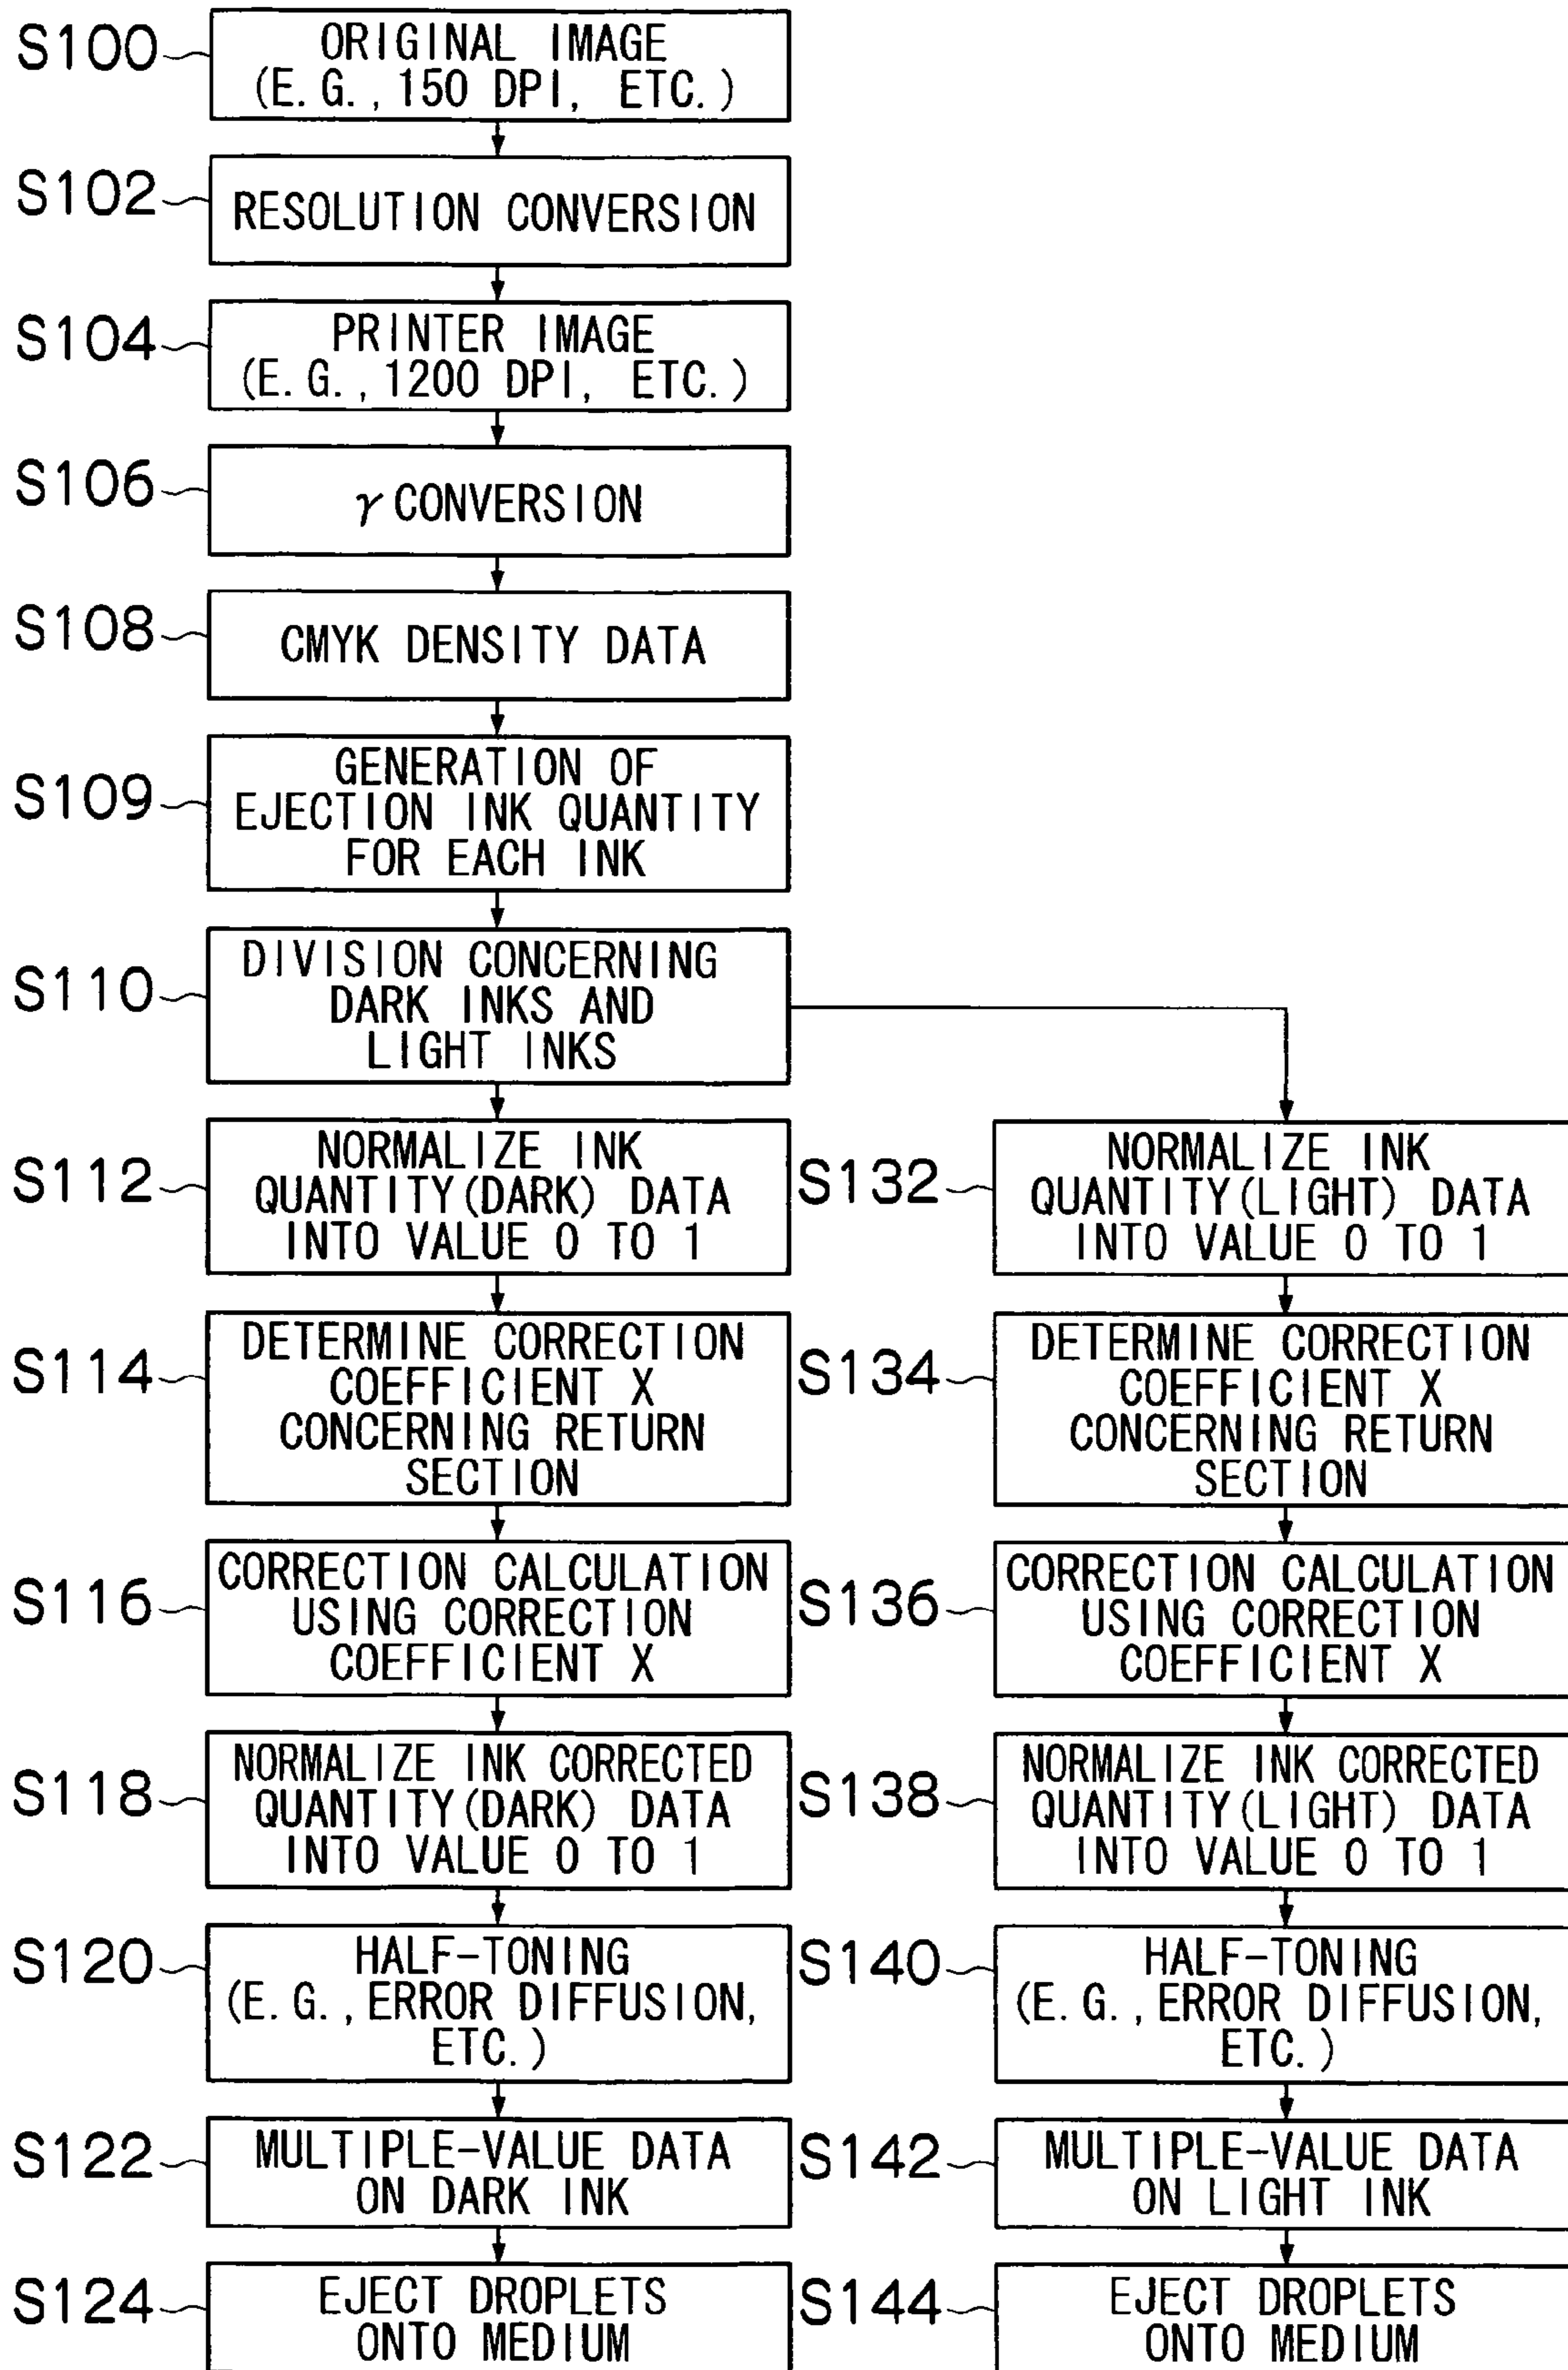 S100
ORIGINAL IMAGE
(E.G., 150 DPI, ETC.)
S102
RESOLUTION CONVERSION
S104
PRINTER IMAGE
(E.G., 1200 DPI, ETC.)
S106
γ CONVERSION
S108
CMYK DENSITY DATA
S109
GENERATION OF
EJECTION INK QUANTITY
FOR EACH INK
S110
DIVISION CONCERNING
DARK INKS AND
LIGHT INKS
S112
NORMALIZE INK
QUANTITY(DARK) DATA
INTO VALUE 0 TO 1
S132
NORMALIZE INK
QUANTITY(LIGHT) DATA
INTO VALUE 0 TO 1
S114
DETERMINE CORRECTION
COEFFICIENT X
CONCERNING RETURN
SECTION
S134
DETERMINE CORRECTION
COEFFICIENT X
CONCERNING RETURN
SECTION
S116
CORRECTION CALCULATION
USING CORRECTION
COEFFICIENT X
S136
CORRECTION CALCULATION
USING CORRECTION
COEFFICIENT X
S118
NORMALIZE INK CORRECTED
QUANTITY(DARK) DATA
INTO VALUE 0 TO 1
S138
NORMALIZE INK CORRECTED
QUANTITY(LIGHT) DATA
INTO VALUE 0 TO 1
S120
HALF-TONING
(E.G., ERROR DIFFUSION,
ETC.)
S140
HALF-TONING
(E.G., ERROR DIFFUSION,
ETC.)
S122
MULTIPLE-VALUE DATA
ON DARK INK
S142
MULTIPLE-VALUE DATA
ON LIGHT INK
S124
EJECT DROPLETS
ONTO MEDIUM
S144
EJECT DROPLETS
ONTO MEDIUM